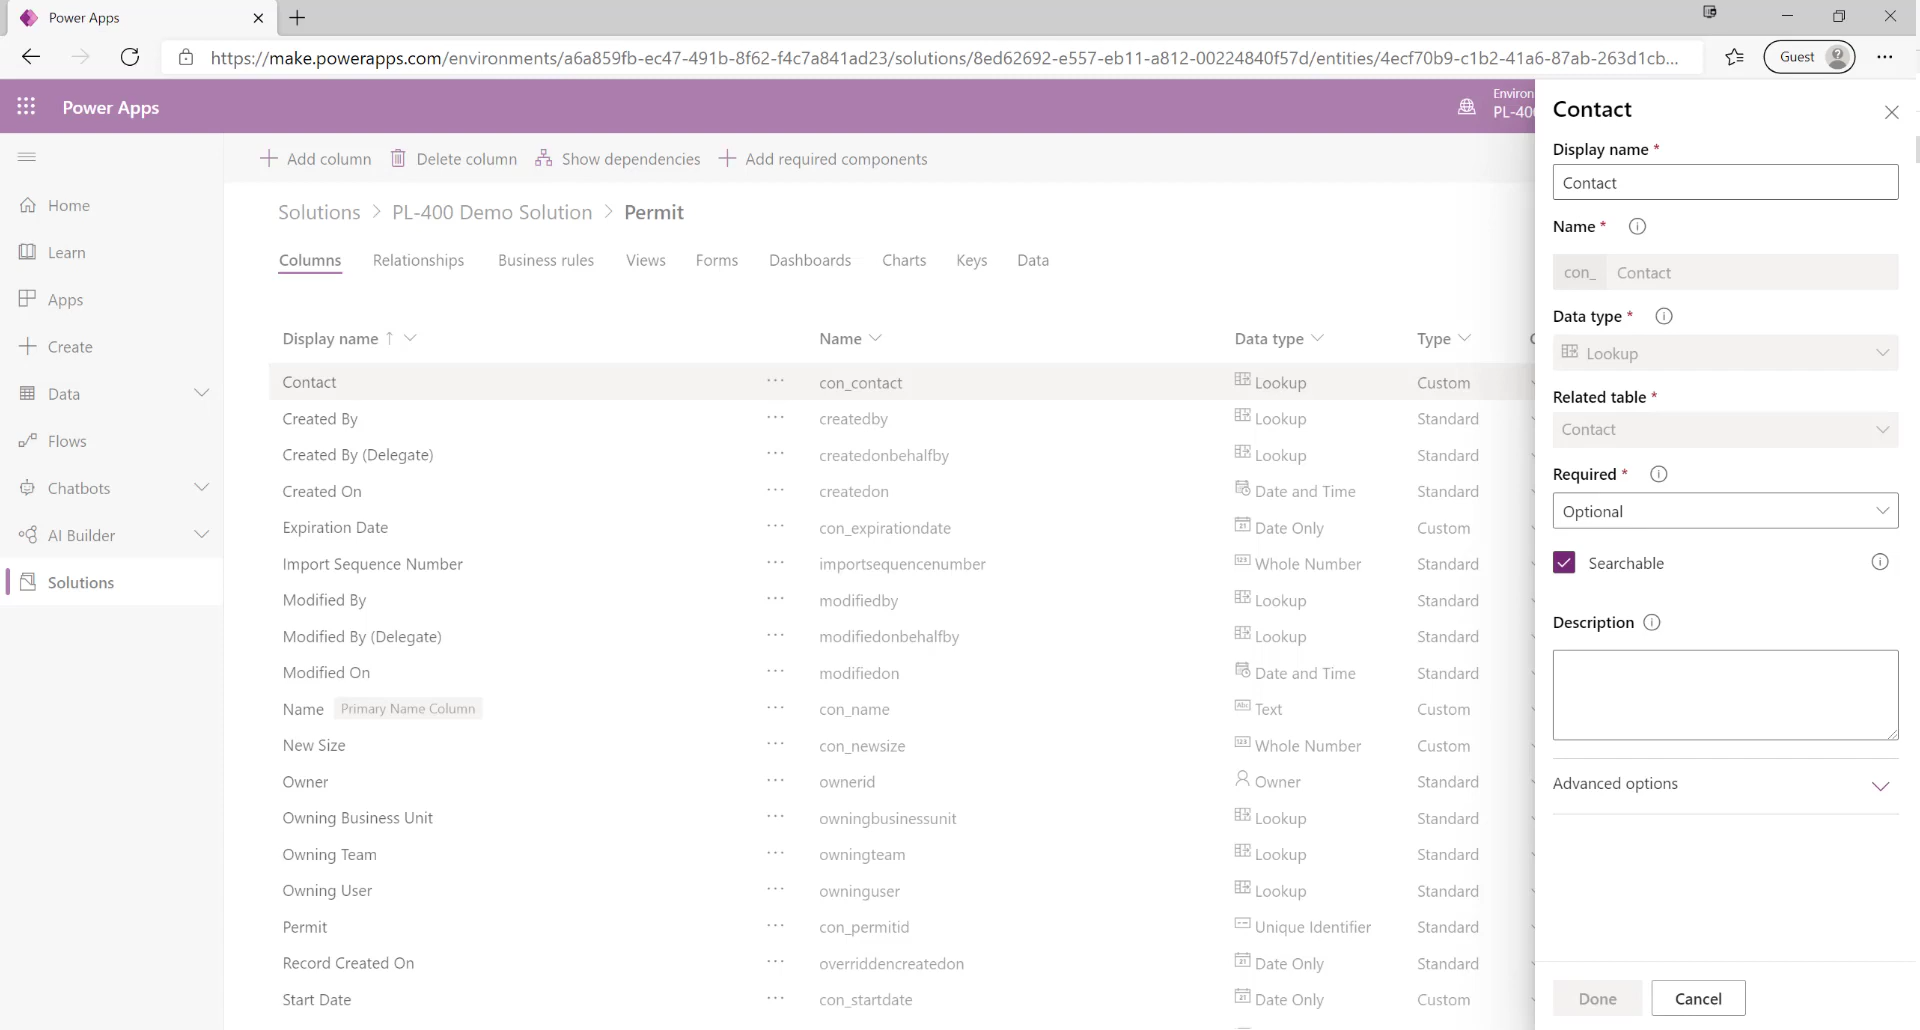 Power Apps
https://make.powerapps.com/environments/a6a859fb-ec47-491b-8f62-f4c7a841ad23/solutions/8ed62692-e557-eb11-a812-00224840f57d/entities/4ecf70b9-c1b2-41a6-87ab-263d1cb...
Guest
Power Apps
Environ
PL-400
Add column
Delete column
Show dependencies
Add required components
Home
Learn
Apps
Create
Data
Flows
Chatbots
AI Builder
Solutions
Solutions > PL-400 Demo Solution > Permit
Columns Relationships Business rules Views Forms Dashboards Charts Keys Data
Display name ↑ Name Data type Type
Contact ··· con_contact Lookup Custom
Created By ··· createdby Lookup Standard
Created By (Delegate) ··· createdonbehalfby Lookup Standard
Created On ··· createdon Date and Time Standard
Expiration Date ··· con_expirationdate Date Only Custom
Import Sequence Number ··· importsequencenumber Whole Number Standard
Modified By ··· modifiedby Lookup Standard
Modified By (Delegate) ··· modifiedonbehalfby Lookup Standard
Modified On ··· modifiedon Date and Time Standard
Name Primary Name Column ··· con_name Text Custom
New Size ··· con_newsize Whole Number Custom
Owner ··· ownerid Owner Standard
Owning Business Unit ··· owningbusinessunit Lookup Standard
Owning Team ··· owningteam Lookup Standard
Owning User ··· owninguser Lookup Standard
Permit ··· con_permitid Unique Identifier Standard
Record Created On ··· overriddencreatedon Date Only Standard
Start Date ··· con_startdate Date Only Custom
Contact
Display name *
Contact
Name *
con_ Contact
Data type *
Lookup
Related table *
Contact
Required *
Optional
Searchable
Description
Advanced options
Done Cancel